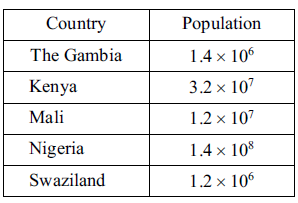 Country Population
The Gambia 1.4 × 10⁶
Kenya 3.2 × 10⁷
Mali 1.2 × 10⁷
Nigeria 1.4 × 10⁸
Swaziland 1.2 × 10⁶